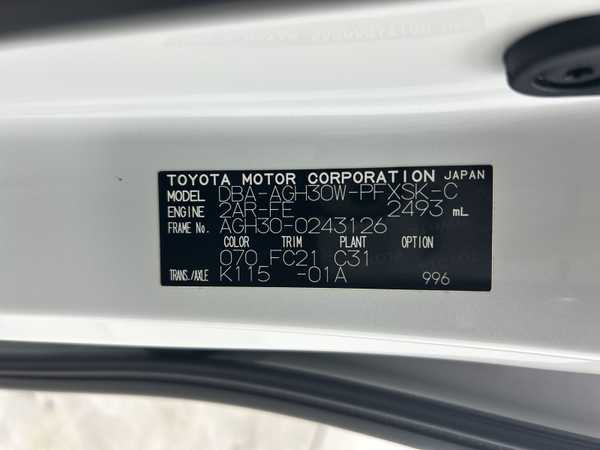 TOYOTA MOTOR CORPORATION JAPAN
MODEL DBA-AGH30W-PFXSK-C
ENGINE 2AR-FE 2493 mL
FRAME No. AGH30-0243126
COLOR TRIM PLANT OPTION
070 FC21 C31
TRANS./AXLE K115 -01A 996